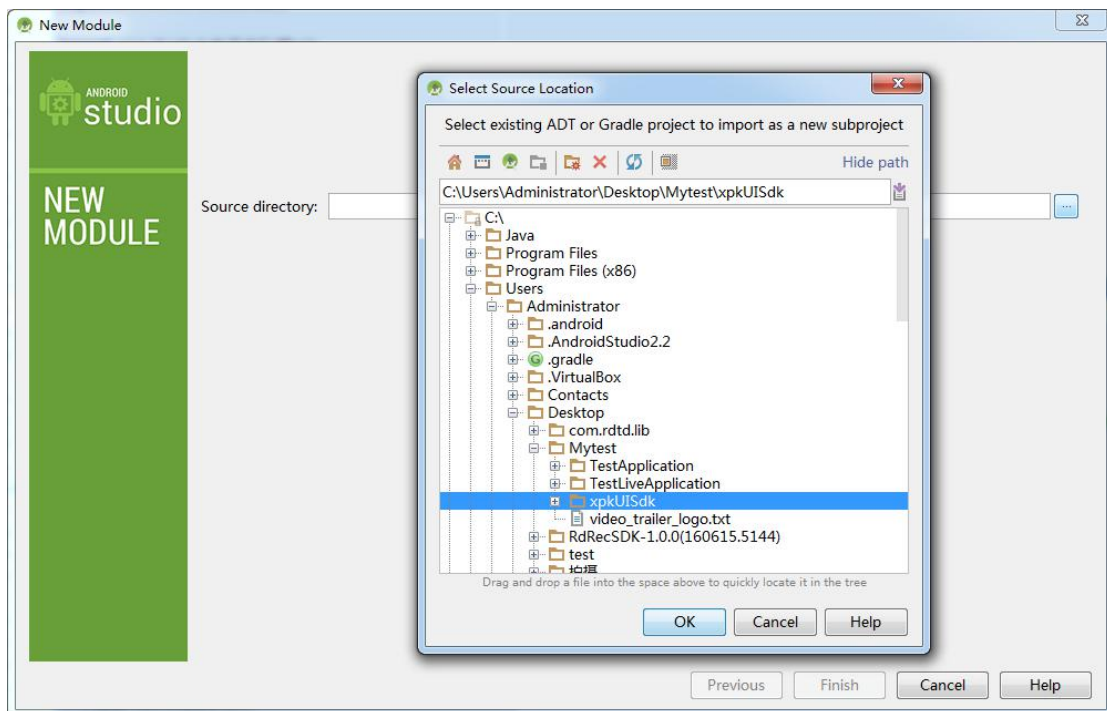 New Module
ANDROID
studio
NEW
MODULE
Source directory:
...
Select Source Location
Select existing ADT or Gradle project to import as a new subproject
Hide path
C:\Users\Administrator\Desktop\Mytest\xpkUISdk
C:\
Java
Program Files
Program Files (x86)
Users
Administrator
.android
.AndroidStudio2.2
.gradle
.VirtualBox
Contacts
Desktop
com.rdtd.lib
Mytest
TestApplication
TestLiveApplication
xpkUISdk
video_trailer_logo.txt
RdRecSDK-1.0.0(160615.5144)
test
拍摄
Drag and drop a file into the space above to quickly locate it in the tree
OK Cancel Help
Previous Finish Cancel Help